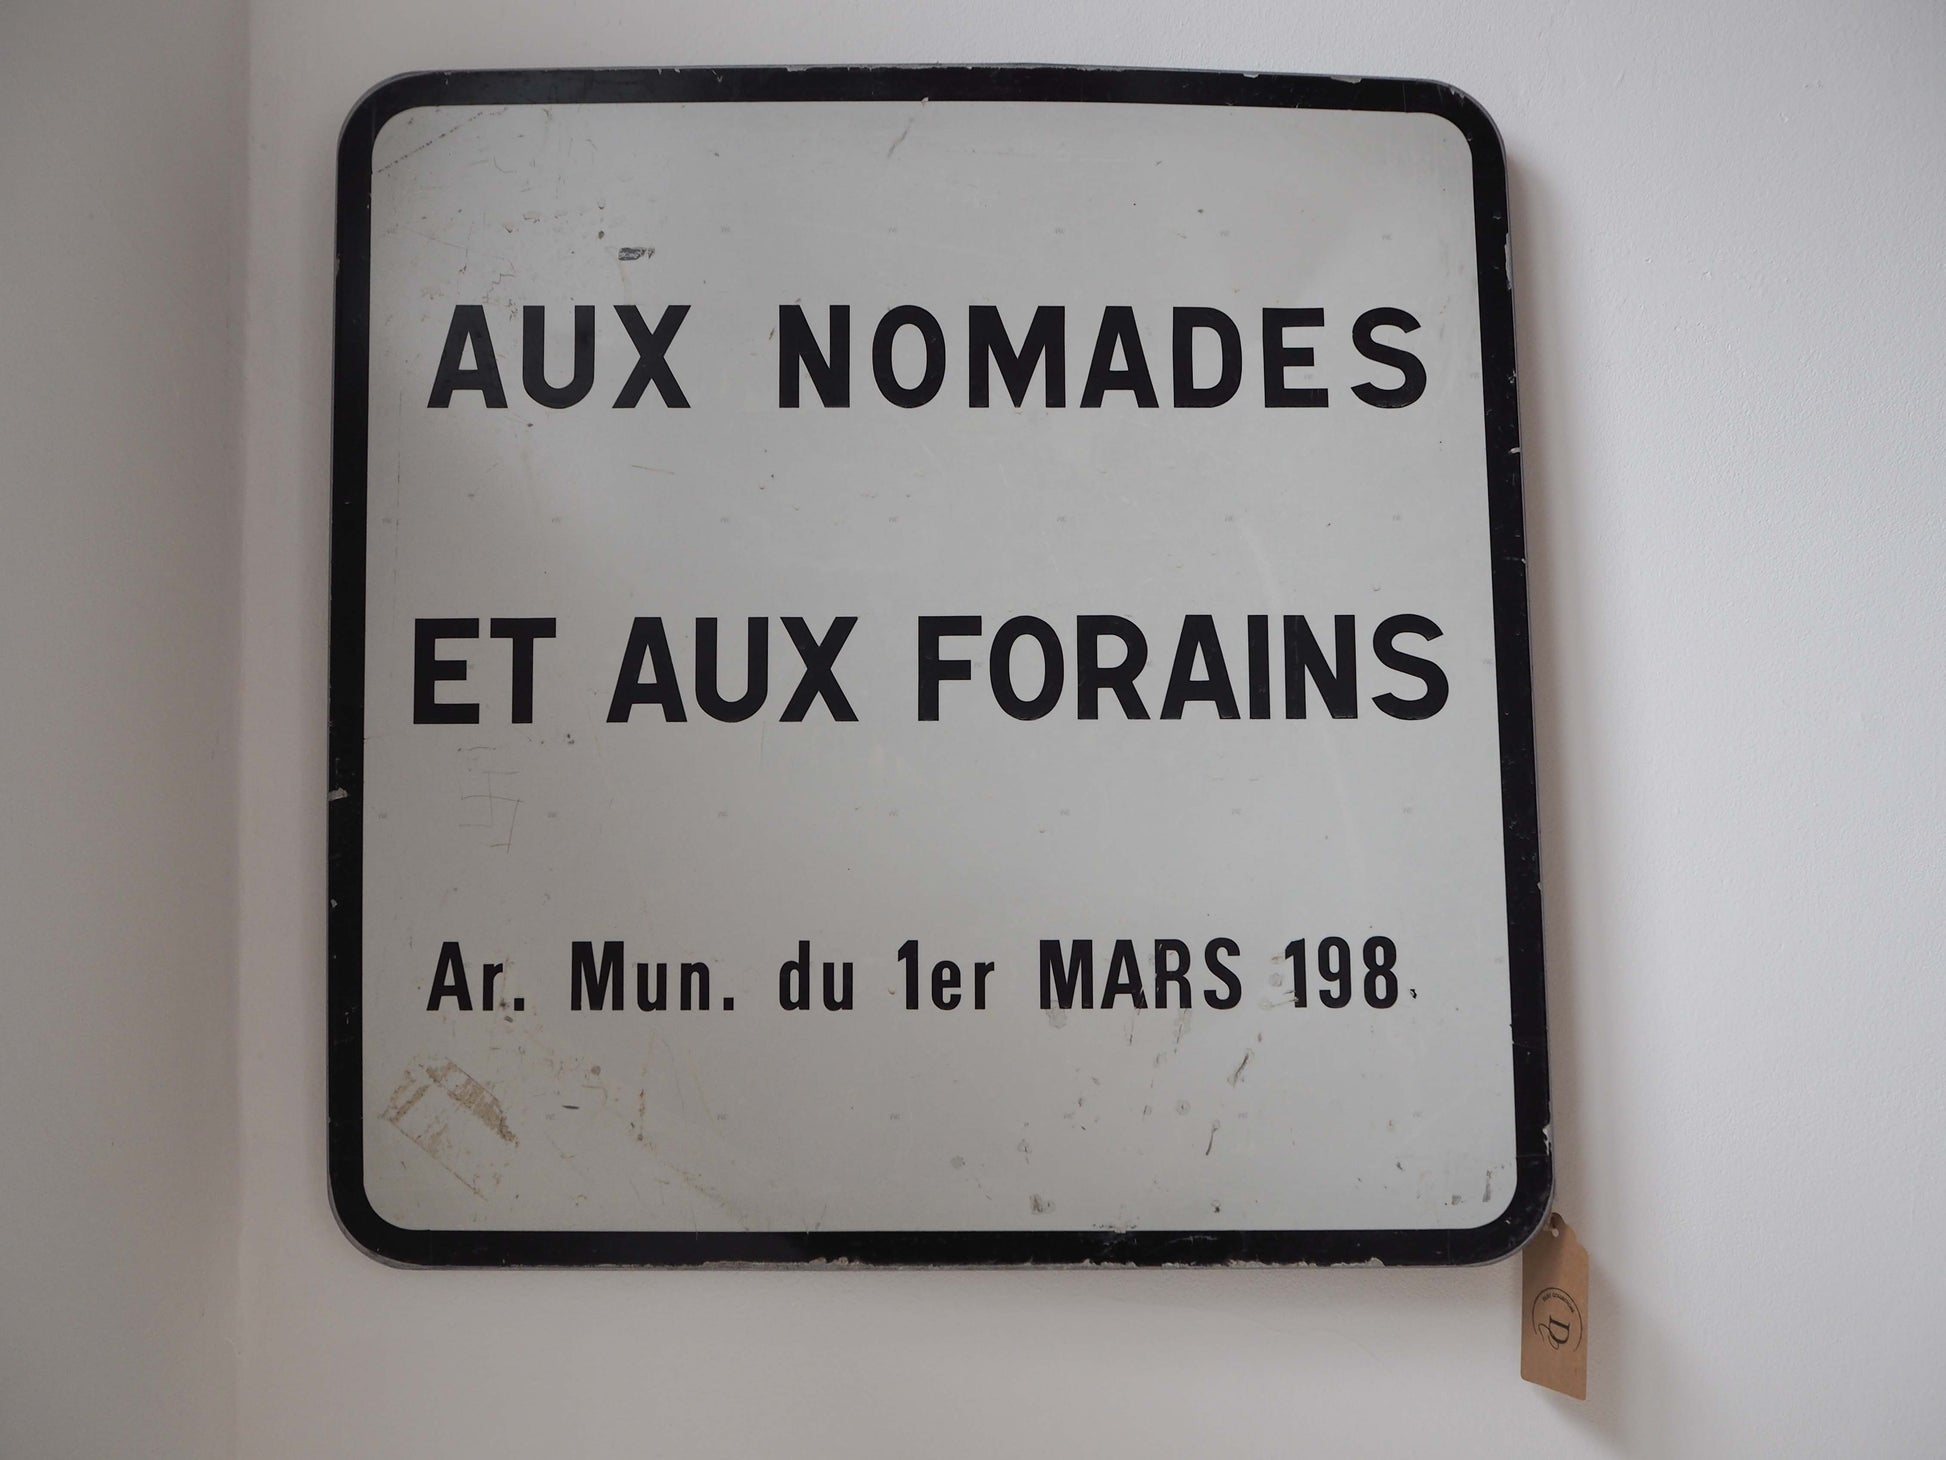 AUX NOMADES
ET AUX FORAINS
Ar. Mun. du 1er MARS 198
D